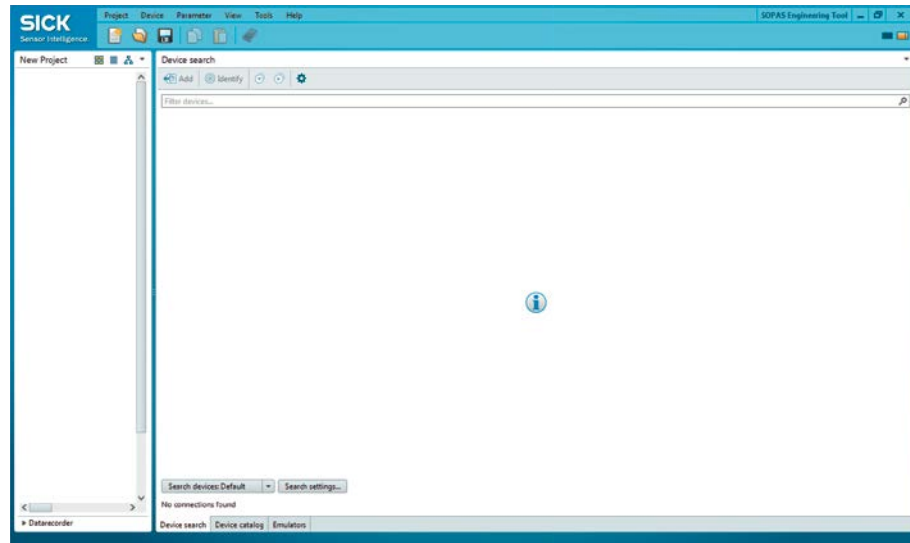 SICK
Sensor Intelligence.
Project Device Parameter View Tools Help
SOPAS Engineering Tool
New Project
Device search
Add Identify
Filter devices...
Search devices: Default
Search settings...
No connections found
Datarecorder
Device search Device catalog Emulators